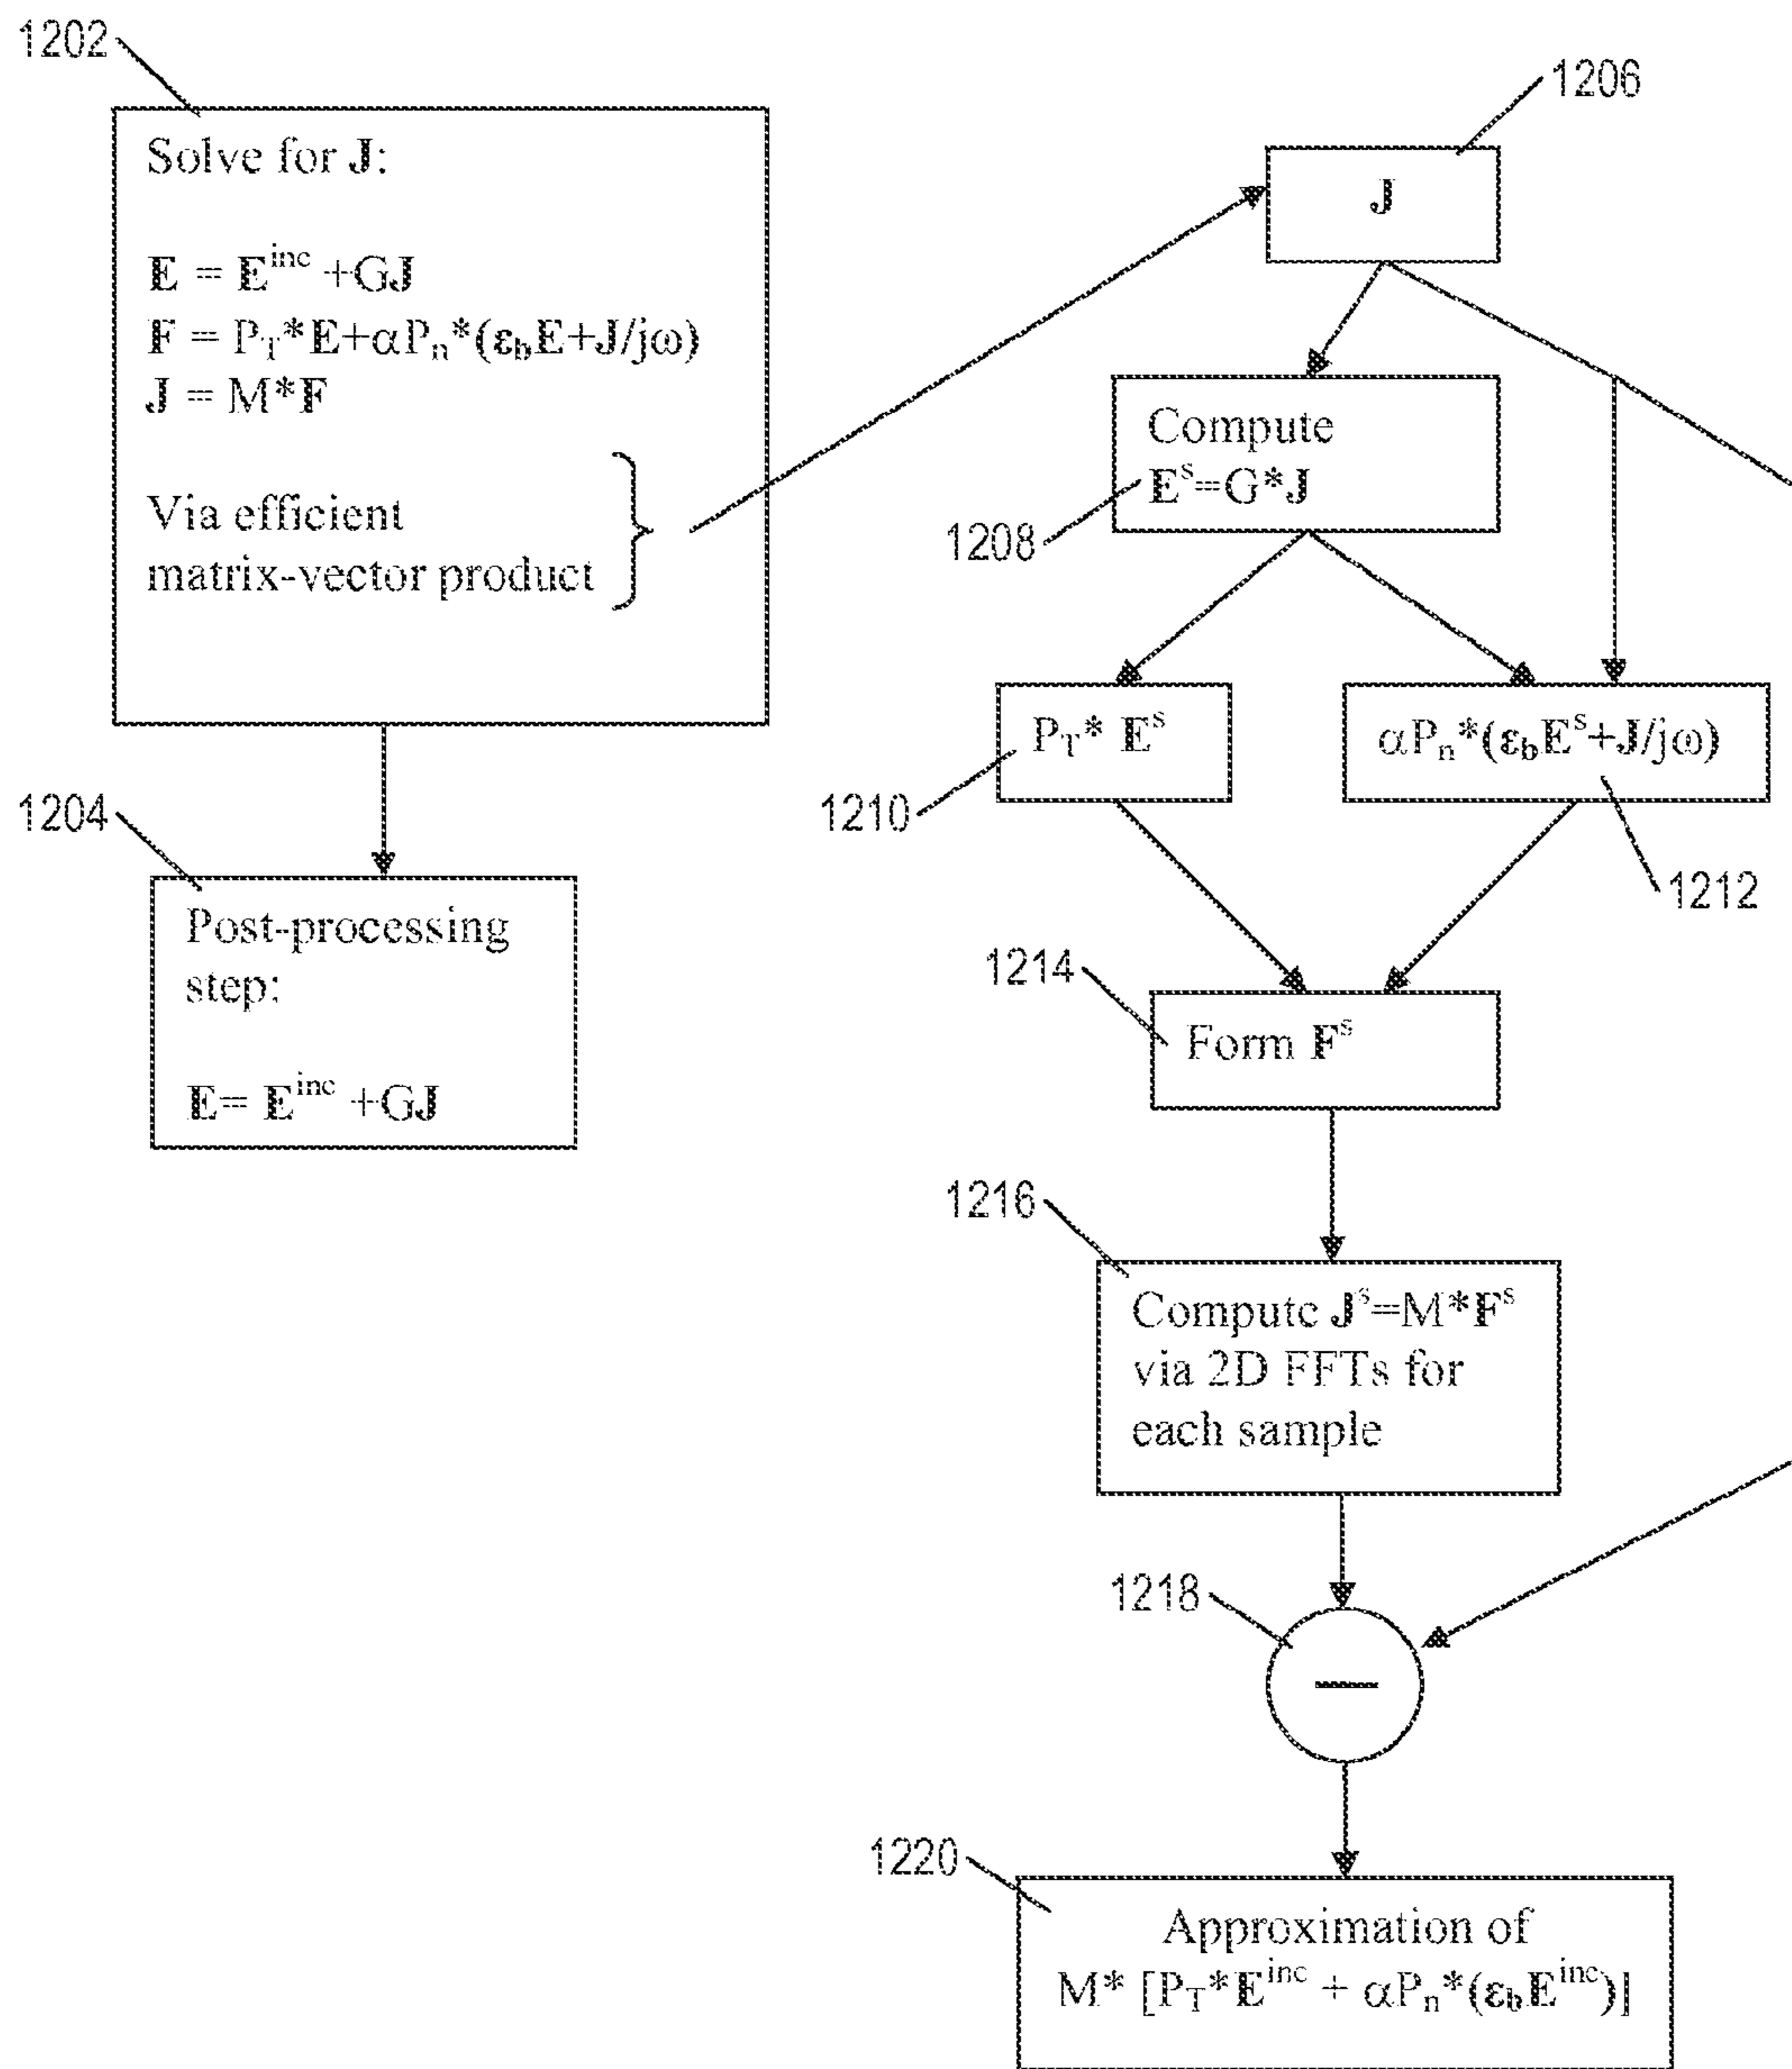 1202
Solve for J:
E = E^inc +GJ
F = P_T*E+αP_n*(ε_bE+J/jω)
J = M*F
Via efficient
matrix-vector product
1204
Post-processing
step:
E= E^inc +GJ
1206
J
Compute
E^s=G*J
1208
P_T* E^s
1210
αP_n*(ε_bE^s+J/jω)
1212
1214
Form F^s
1216
Compute J^s=M*F^s
via 2D FFTs for
each sample
1218
—
1220
Approximation of
M* [P_T*E^inc + αP_n*(ε_bE^inc)]